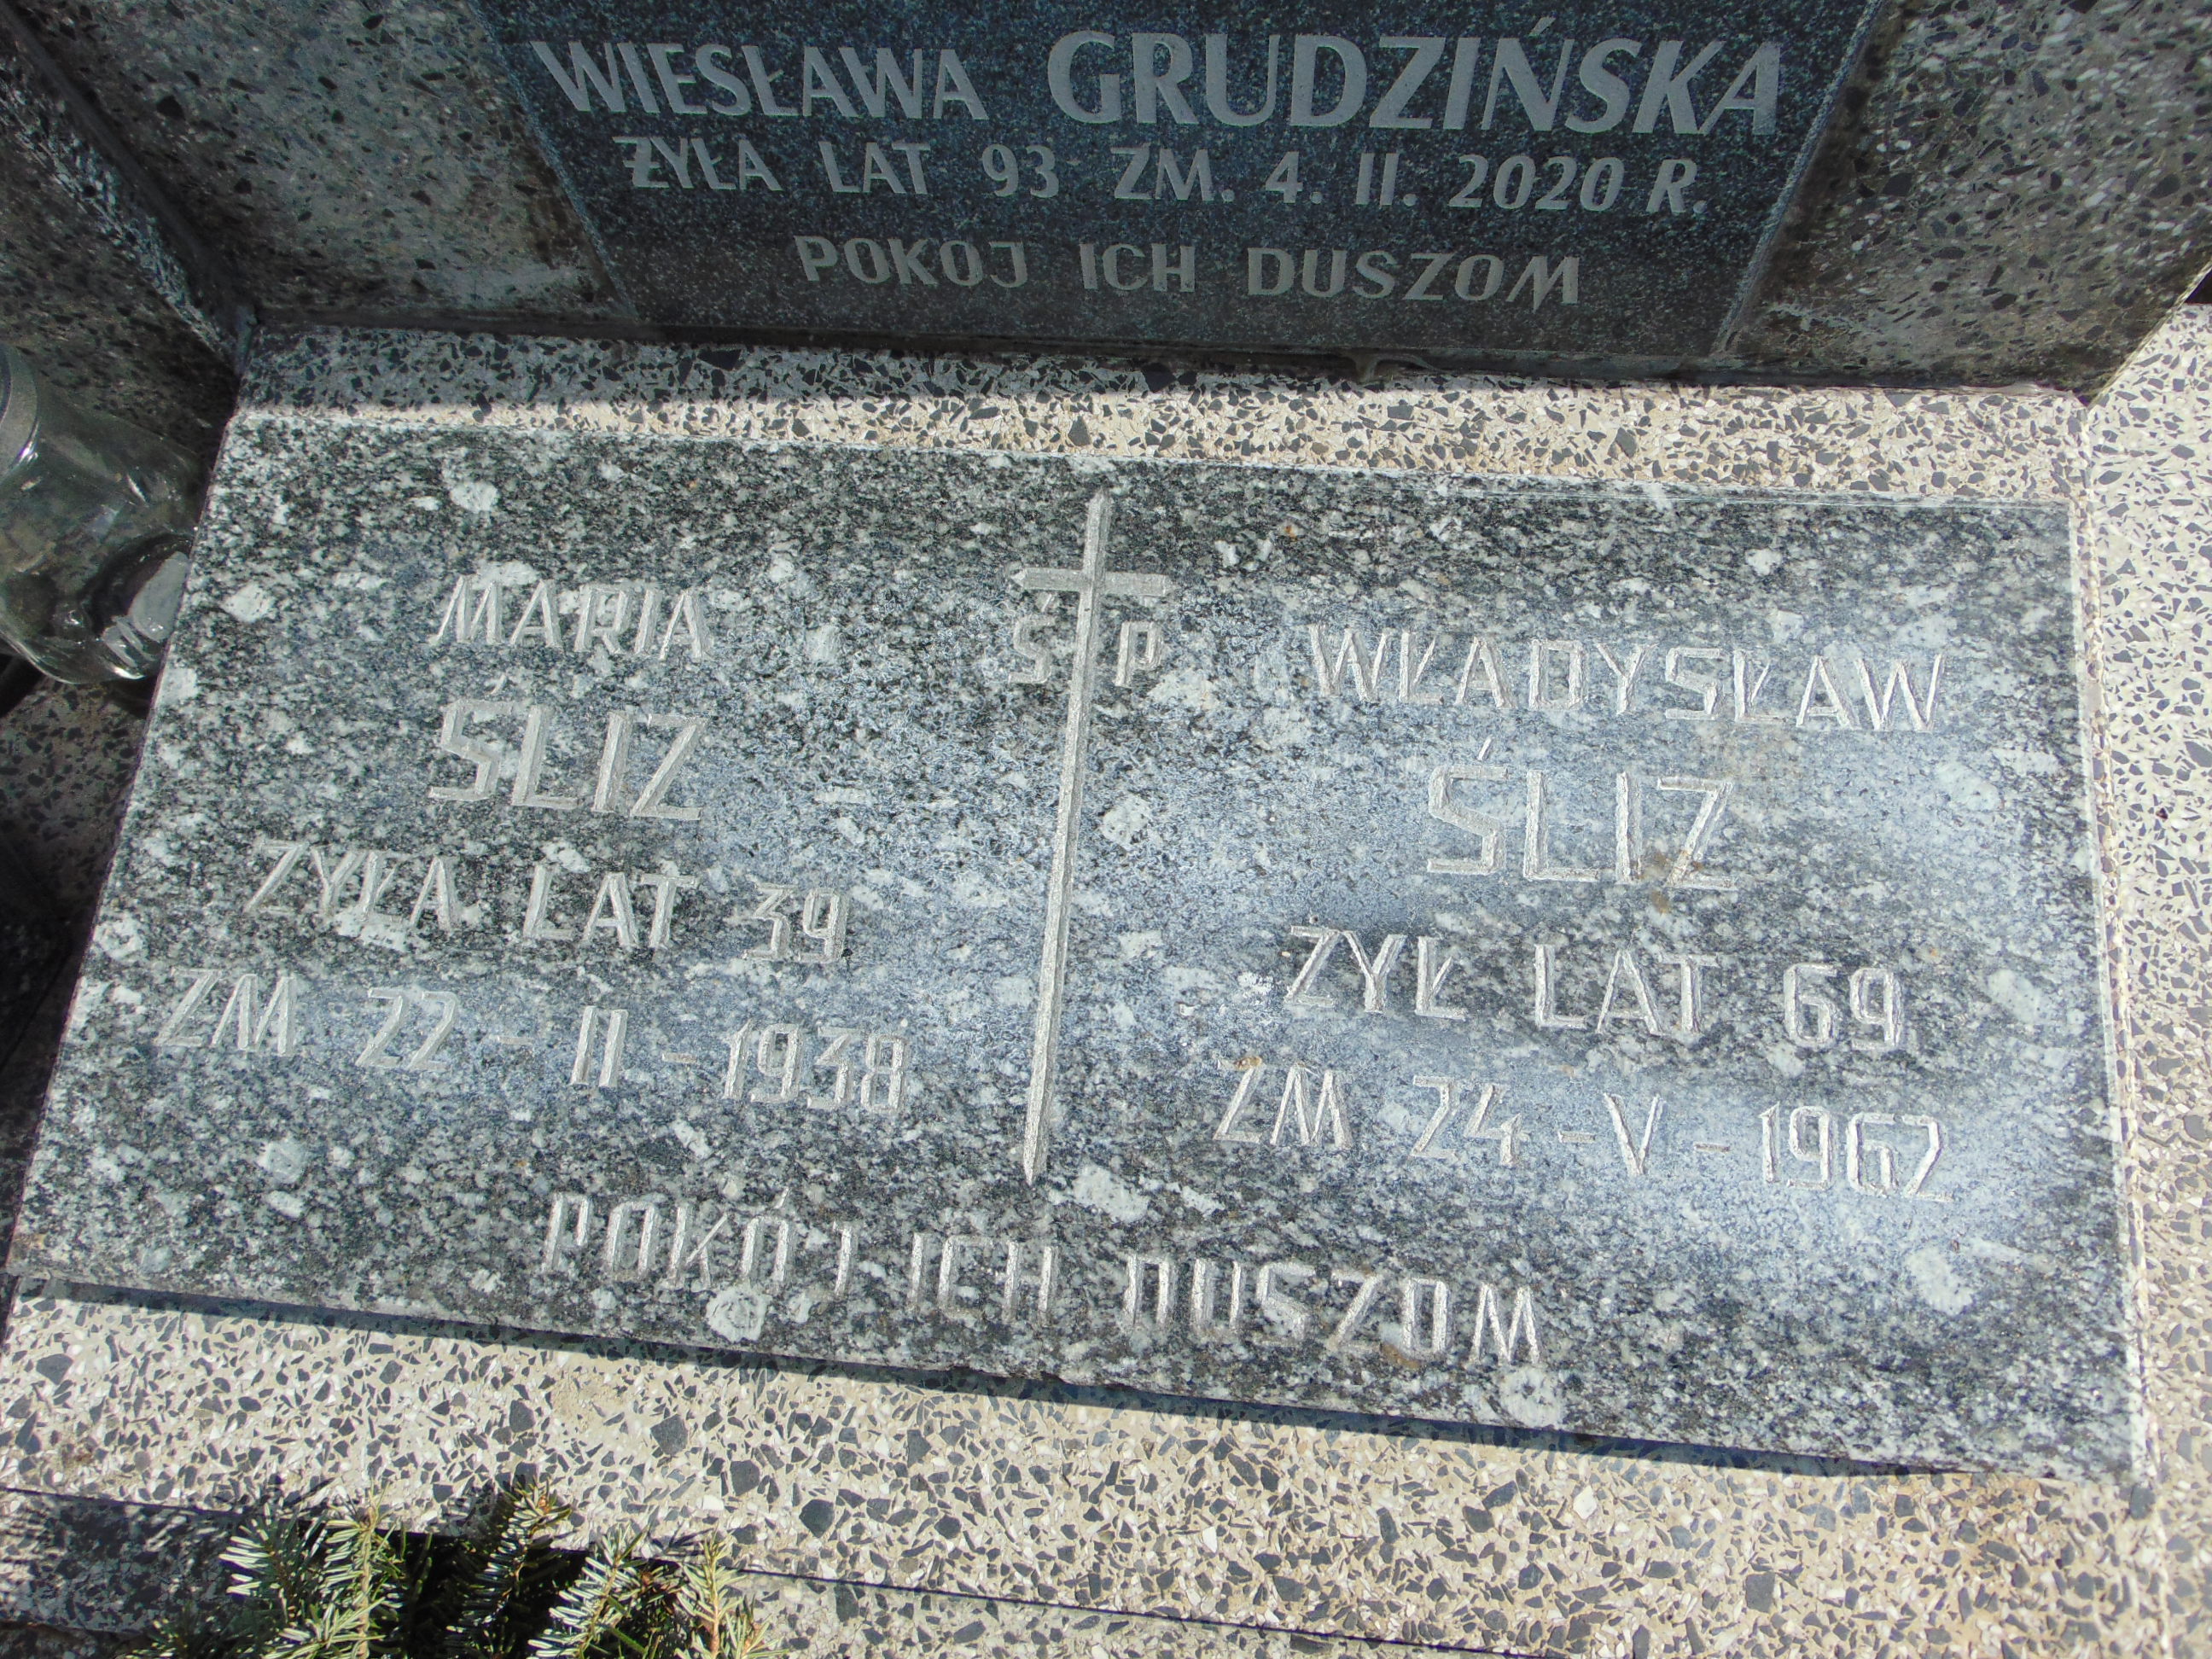 WIESŁAWA GRUDZIŃSKA
ŻYŁA LAT 93 ZM. 4. II. 2020 R.
POKÓJ ICH DUSZOM
Ś P
MARIA
ŚLIZ
ŻYŁA LAT 39
ZM 22 - II - 1938
WŁADYSŁAW
ŚLIZ
ŻYŁ LAT 69
ZM 24 - V - 1962
POKÓJ ICH DUSZOM